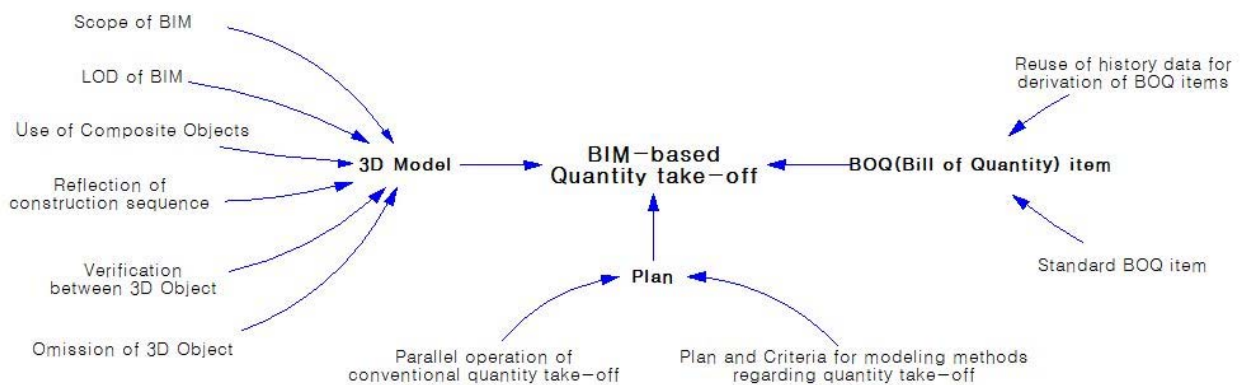 Scope of BIM
LOD of BIM
Use of Composite Objects
Reflection of
construction sequence
Verification
between 3D Object
Omission of 3D Object
3D Model
BIM-based
Quantity take-off
Plan
Parallel operation of
conventional quantity take-off
Plan and Criteria for modeling methods
regarding quantity take-off
BOQ(Bill of Quantity) item
Reuse of history data for
derivation of BOQ items
Standard BOQ item